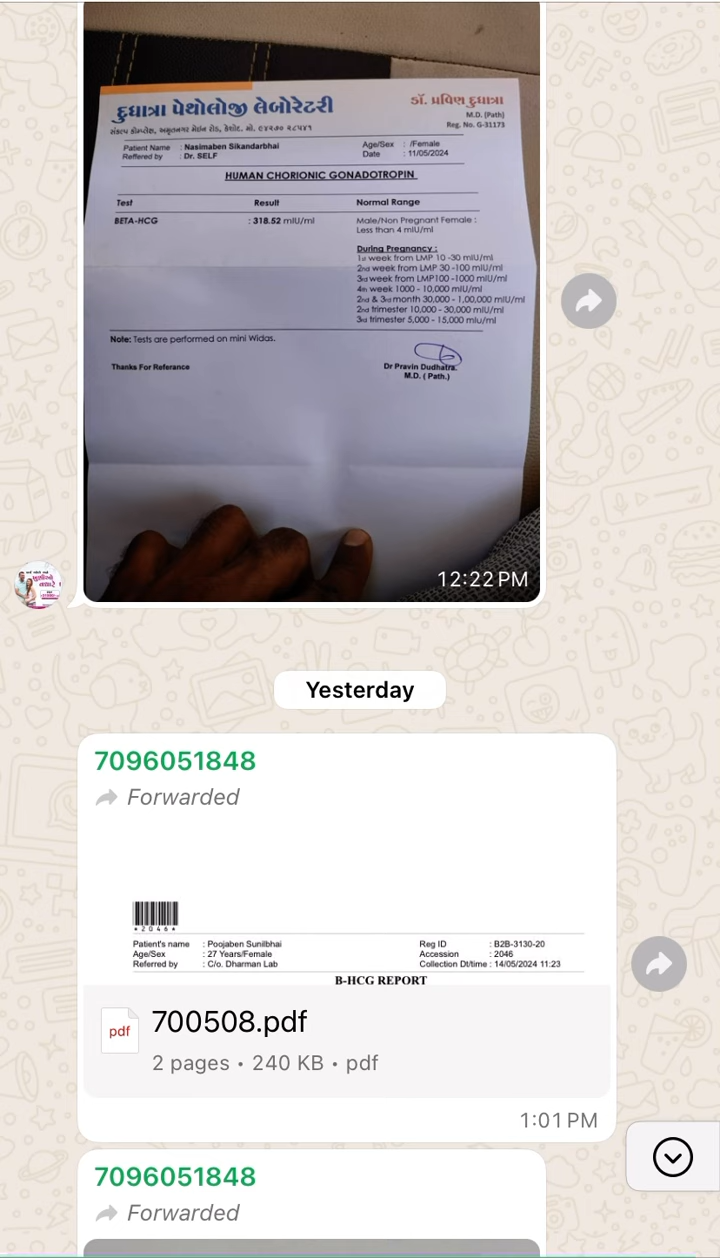 દુધાત્રા પેથોલોજી લેબોરેટરી
ડૉ. પ્રવિણ દુધાત્રા
M.D. (Path)
Reg. No. G-31173
Patient Name : Nasimaben Sikandarbhai
Age/Sex : /Female
Reffered by : Dr. SELF
Date : 11/05/2024
HUMAN CHORIONIC GONADOTROPIN
Test Result Normal Range
BETA-HCG : 318.52 mIU/ml Male/Non Pregnant Female :
Less than 4 mIU/ml
During Pregnancy :
1st week from LMP 10 -30 mIU/ml
2nd week from LMP 30 -100 mIU/ml
3rd week from LMP100 -1000 mIU/ml
4th week 1000 - 10,000 mIU/ml
2nd & 3rd month 30,000 - 1,00,000 mIU/ml
2nd trimester 10,000 - 30,000 mIU/ml
3rd trimester 5,000 - 15,000 mIU/ml
Note: Tests are performed on mini Widas.
Thanks For Referance
Dr Pravin Dudhatra.
M.D. ( Path.)
12:22 PM
Yesterday
7096051848
Forwarded
*2046*
Patient's name : Poojaben Sunilbhai
Reg ID : B2B-3130-20
Age/Sex : 27 Years/Female
Accession : 2046
Referred by : C/o. Dharman Lab
Collection Dt/time : 14/05/2024 11:23
B-HCG REPORT
pdf
700508.pdf
2 pages • 240 KB • pdf
1:01 PM
7096051848
Forwarded